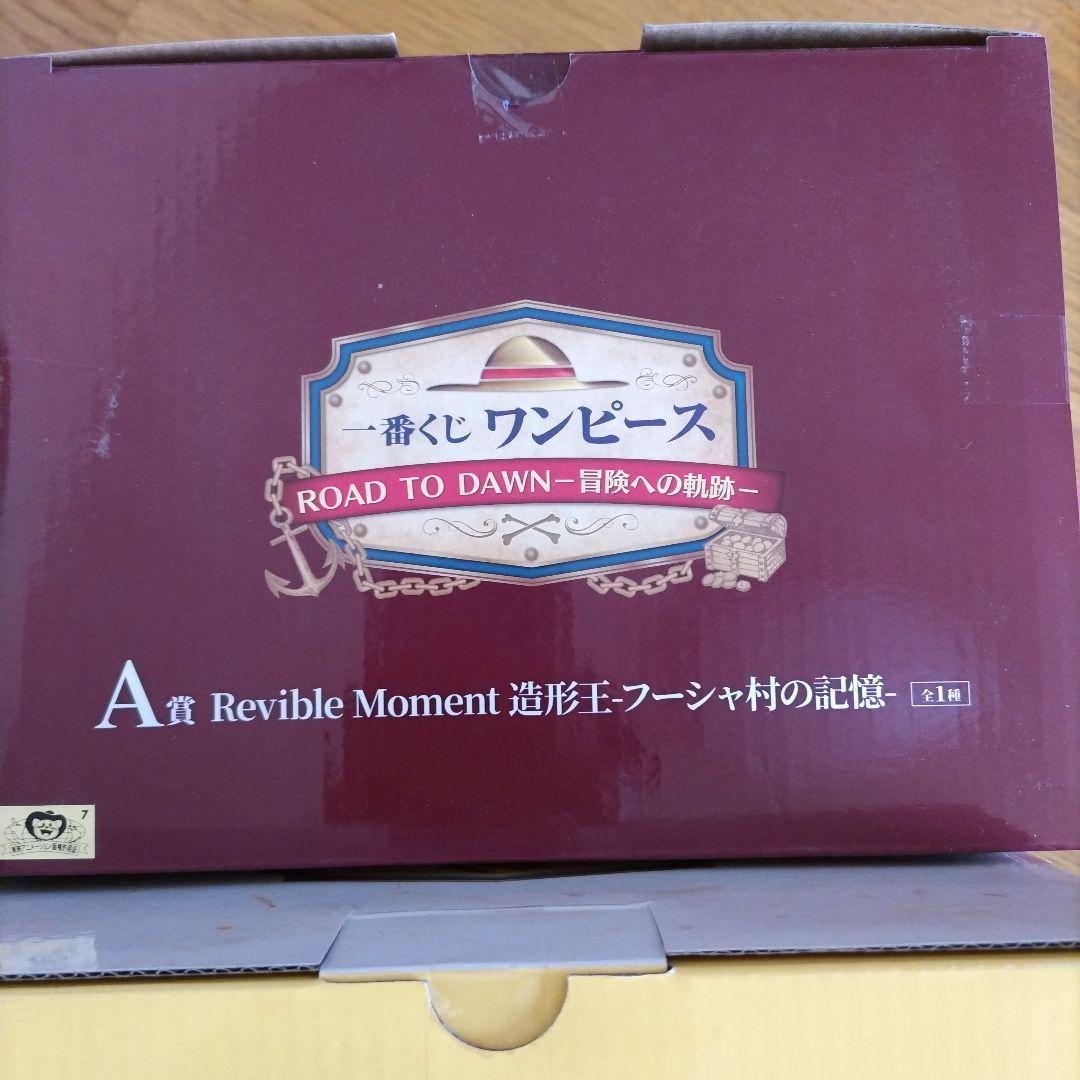 一番くじ ワンピース
ROAD TO DAWN－冒険への軌跡－
A賞 Revible Moment 造形王-フーシャ村の記憶- 全1種
7